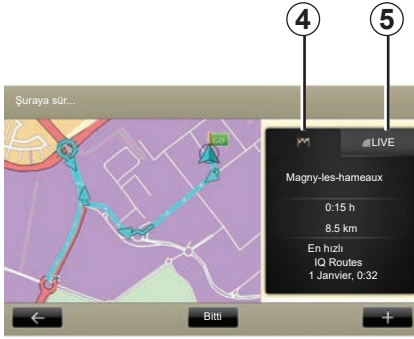 4 5
Şuraya sür...
GO
LIVE
Magny-les-hameaux
0:15 h
8.5 km
En hızlı
IQ Routes
1 Janvier, 0:32
Bitti